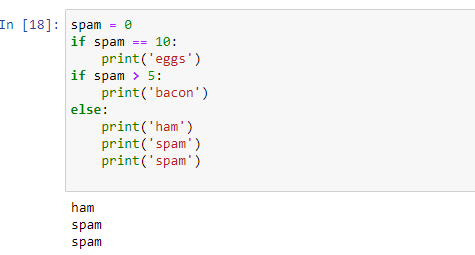 In [18]: spam = 0
if spam == 10:
    print('eggs')
if spam > 5:
    print('bacon')
else:
    print('ham')
    print('spam')
    print('spam')
ham
spam
spam